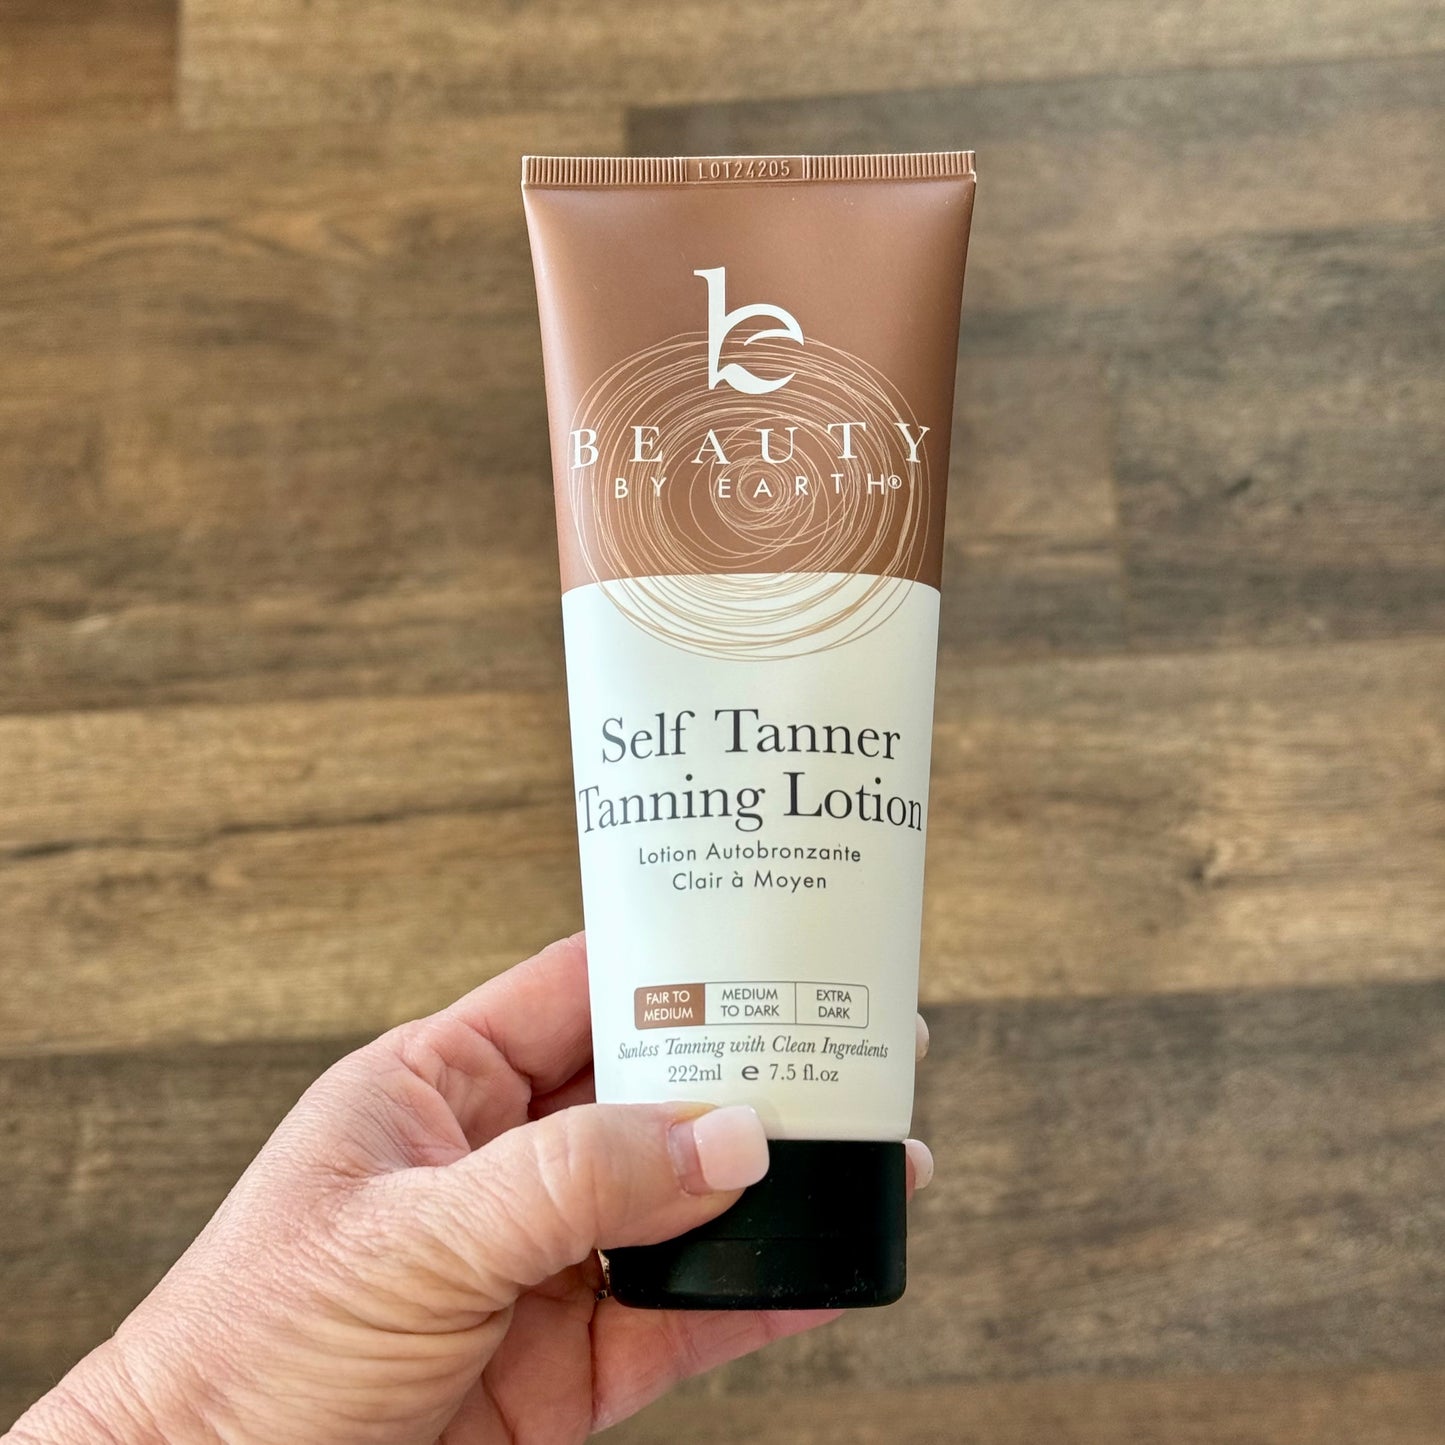 LOT24205
be
BEAUTY
BY EARTH®
Self Tanner
Tanning Lotion
Lotion Autobronzante
Clair à Moyen
FAIR TO MEDIUM
MEDIUM TO DARK
EXTRA DARK
Sunless Tanning with Clean Ingredients
222ml e 7.5 fl.oz